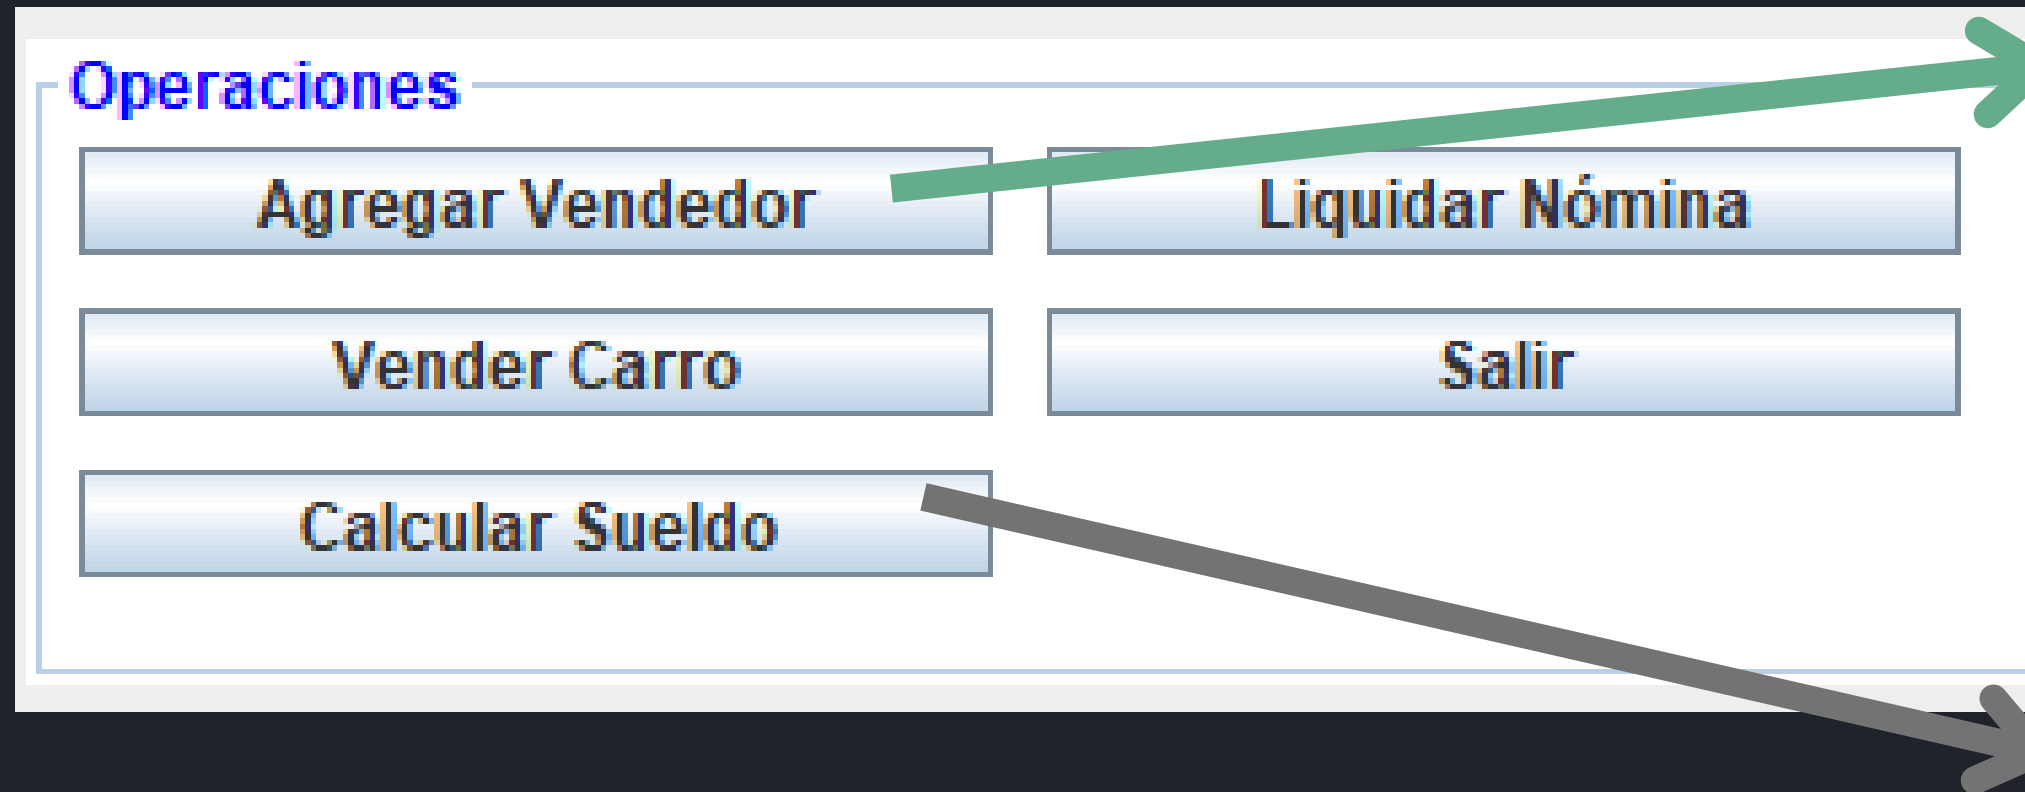 Operaciones
Agregar Vendedor
Liquidar Nómina
Vender Carro
Salir
Calcular Sueldo